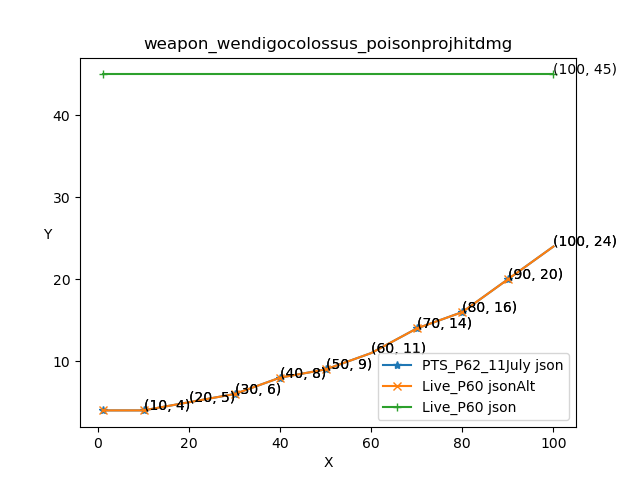 weapon_wendigocolossus_poisonprojhitdmg
(100, 45)
40
Y
30
(100, 24)
20
(90, 20)
(80, 16)
(70, 14)
(60, 11)
10
(50, 9)
(40, 8)
(30, 6)
(20, 5)
(10, 4)
PTS_P62_11July json
Live_P60 jsonAlt
Live_P60 json
0 20 40 60 80 100
X